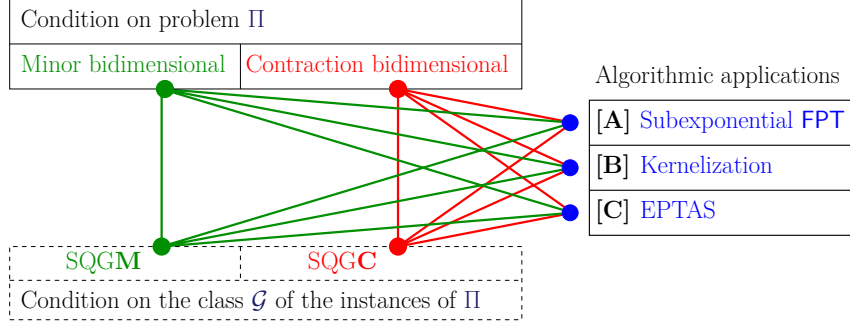 Condition on problem Π
Minor bidimensional Contraction bidimensional
Algorithmic applications
[A] Subexponential FPT
[B] Kernelization
[C] EPTAS
SQGM SQGC
Condition on the class 𝒢 of the instances of Π